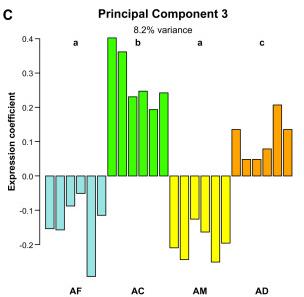 C
Principal Component 3
8.2% variance
a b a c
Expression coefficient
0.4
0.3
0.2
0.1
0.0
-0.1
-0.2
AF AC AM AD